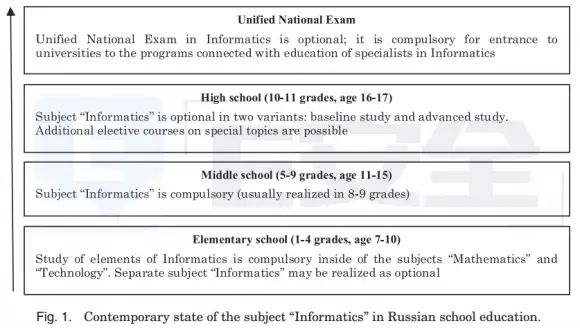 Unified National Exam
Unified National Exam in Informatics is optional; it is compulsory for entrance to
universities to the programs connected with education of specialists in Informatics
High school (10-11 grades, age 16-17)
Subject “Informatics” is optional in two variants: baseline study and advanced study.
Additional elective courses on special topics are possible
Middle school (5-9 grades, age 11-15)
Subject “Informatics” is compulsory (usually realized in 8-9 grades)
Elementary school (1-4 grades, age 7-10)
Study of elements of Informatics is compulsory inside of the subjects “Mathematics” and
“Technology”. Separate subject “Informatics” may be realized as optional
Fig. 1. Contemporary state of the subject “Informatics” in Russian school education.